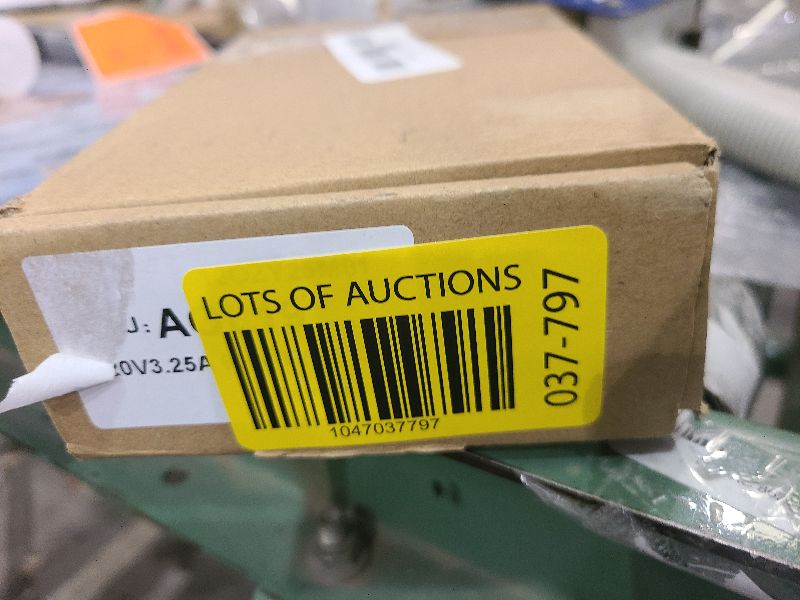 LOTS OF AUCTIONS
037-797
1047037797
U: A
20V3.25A